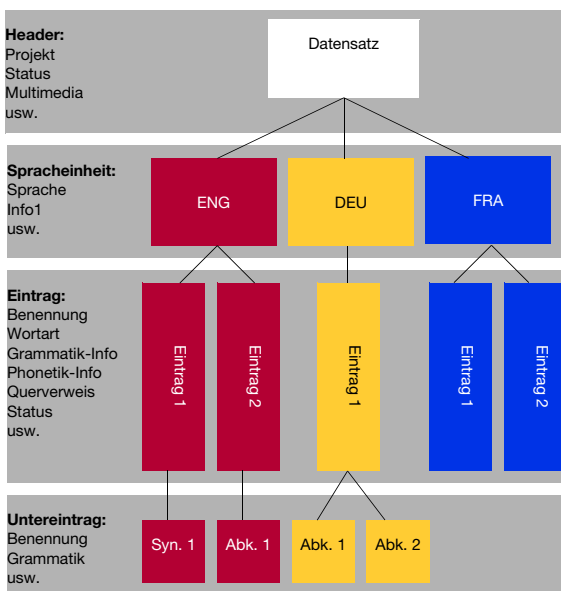 Header:
Projekt
Status
Multimedia
usw.
Datensatz
Spracheinheit:
Sprache
Info1
usw.
ENG
DEU
FRA
Eintrag:
Benennung
Wortart
Grammatik-Info
Phonetik-Info
Querverweis
Status
usw.
Eintrag 1
Eintrag 2
Eintrag 1
Eintrag 1
Eintrag 2
Untereintrag:
Benennung
Grammatik
usw.
Syn. 1
Abk. 1
Abk. 1
Abk. 2